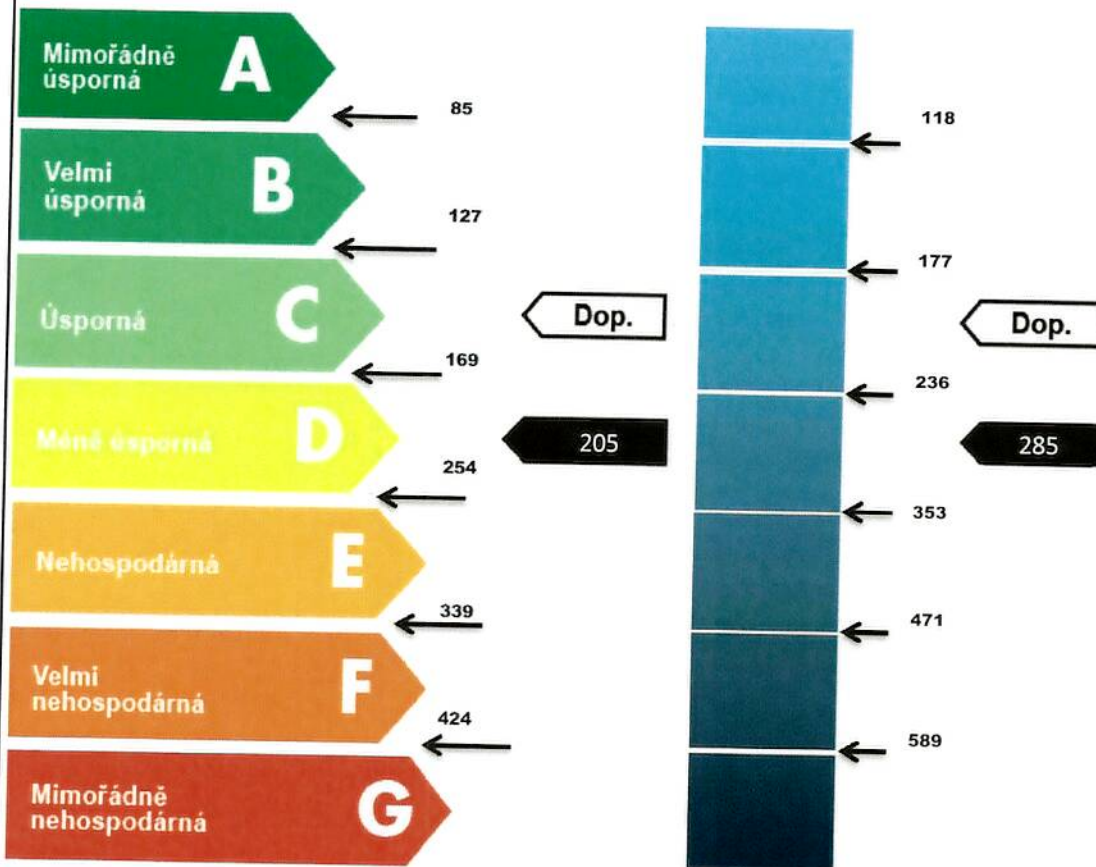 Mimořádně
úsporná
A
85
118
Velmi
úsporná
B
127
177
Úsporná
C
Dop.
Dop.
169
236
Méně úsporná
D
205
285
254
353
Nehospodárná
E
339
471
Velmi
nehospodárná
F
424
589
Mimořádně
nehospodárná
G